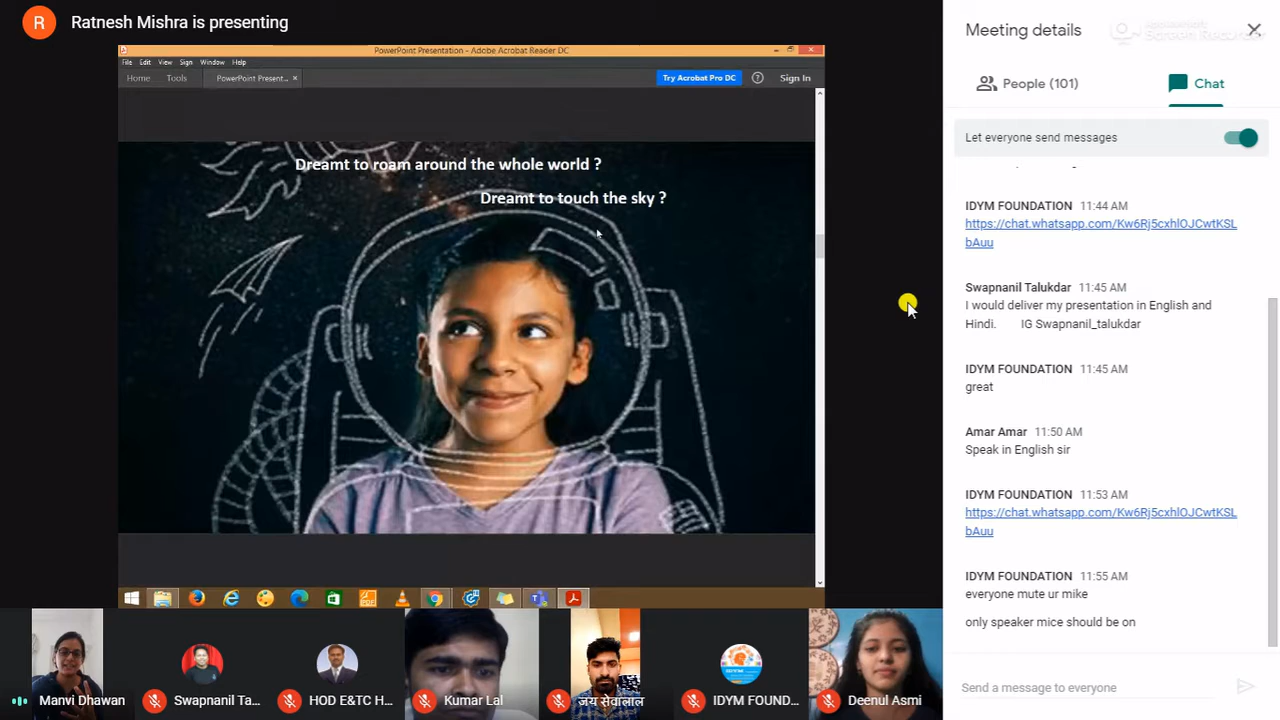 R
Ratnesh Mishra is presenting
PowerPoint Presentation - Adobe Acrobat Reader DC
File Edit View Sign Window Help
Home Tools PowerPoint Present... ×
Try Acrobat Pro DC ? Sign In
Dreamt to roam around the whole world ?
Dreamt to touch the sky ?
PDF
Manvi Dhawan
Swapnanil Ta...
HOD E&TC H...
Kumar Lal
जय सेवालाल
IDYM
IDYM FOUND...
Deenul Asmi
Meeting details
People (101)
Chat
Let everyone send messages
IDYM FOUNDATION 11:44 AM
https://chat.whatsapp.com/Kw6Rj5cxhlOJCwtKSL
bAuu
Swapnanil Talukdar 11:45 AM
I would deliver my presentation in English and
Hindi. IG Swapnanil_talukdar
IDYM FOUNDATION 11:45 AM
great
Amar Amar 11:50 AM
Speak in English sir
IDYM FOUNDATION 11:53 AM
https://chat.whatsapp.com/Kw6Rj5cxhlOJCwtKSL
bAuu
IDYM FOUNDATION 11:55 AM
everyone mute ur mike
only speaker mice should be on
Send a message to everyone